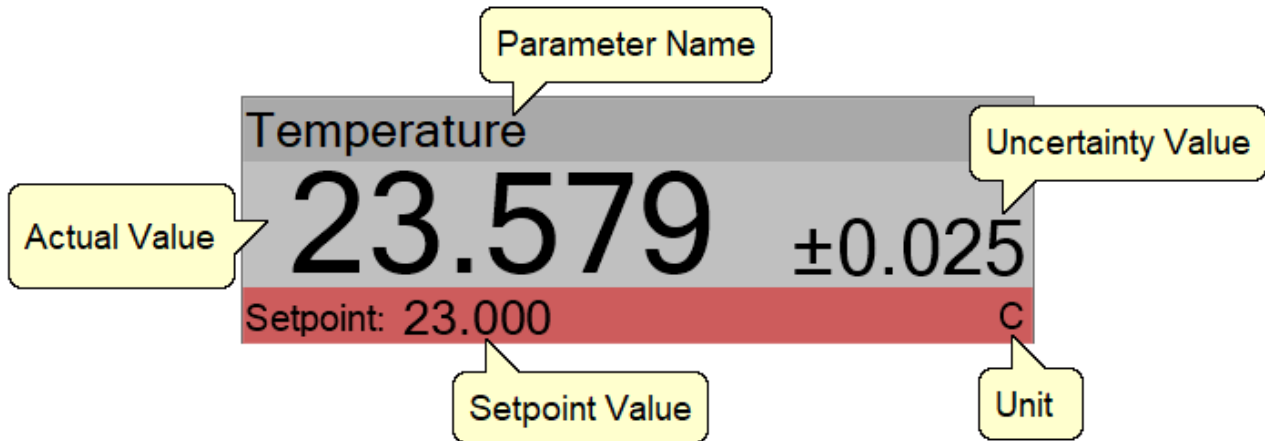 Parameter Name
Temperature
Uncertainty Value
Actual Value
23.579
±0.025
Setpoint: 23.000
C
Setpoint Value
Unit